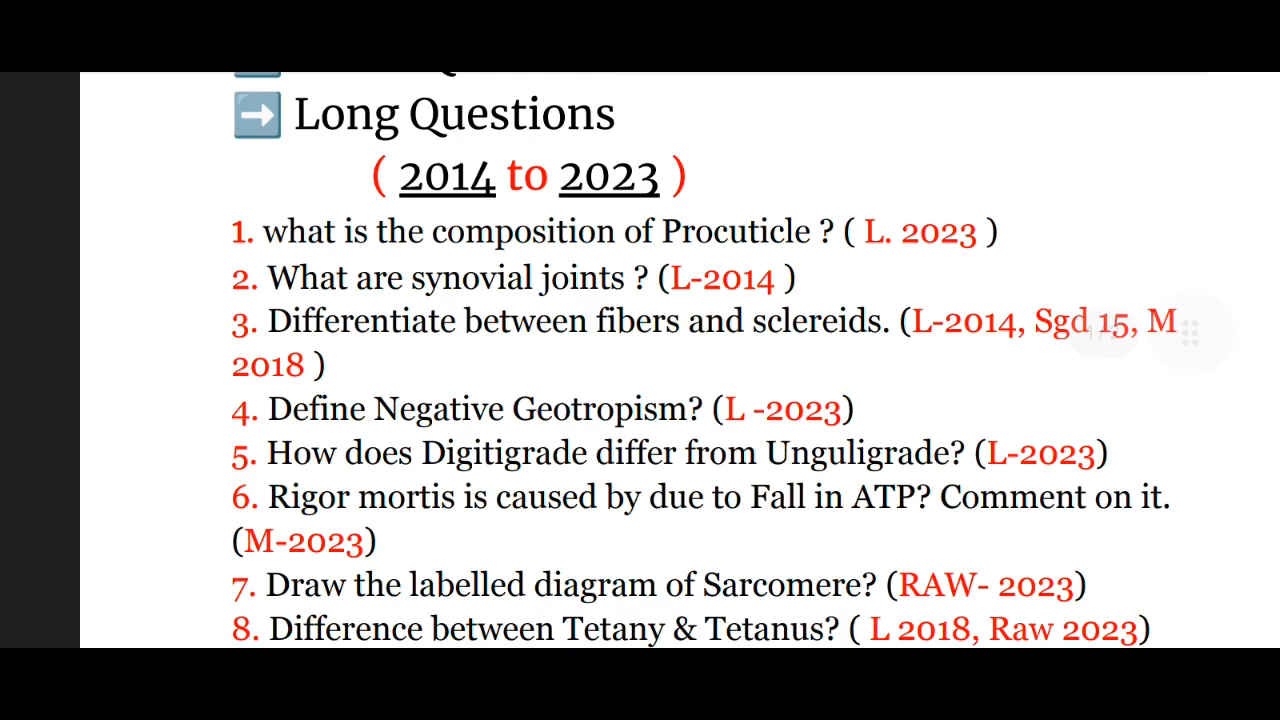 ➡️ Long Questions
( 2014 to 2023 )
1. what is the composition of Procuticle ? ( L. 2023 )
2. What are synovial joints ? (L-2014 )
3. Differentiate between fibers and sclereids. (L-2014, Sgd 15, M
2018 )
4. Define Negative Geotropism? (L -2023)
5. How does Digitigrade differ from Unguligrade? (L-2023)
6. Rigor mortis is caused by due to Fall in ATP? Comment on it.
(M-2023)
7. Draw the labelled diagram of Sarcomere? (RAW- 2023)
8. Difference between Tetany & Tetanus? ( L 2018, Raw 2023)